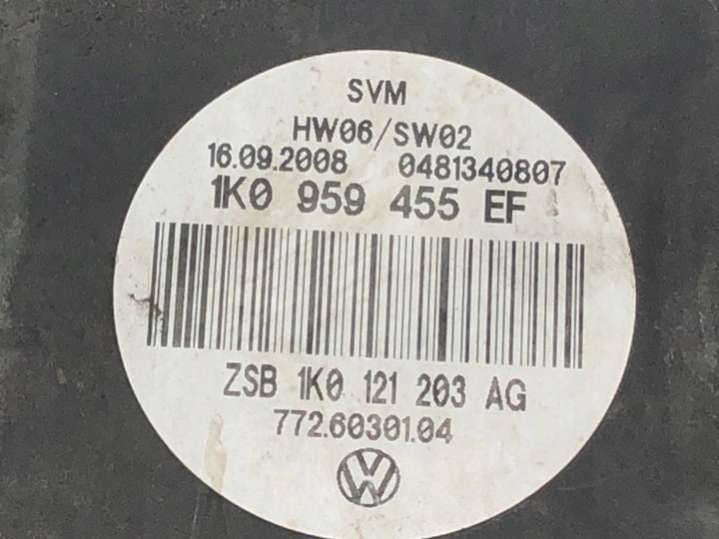 SVM
HW06/SW02
16.09.2008 0481340807
1K0 959 455 EF
ZSB 1K0 121 203 AG
772.60301.04
VW